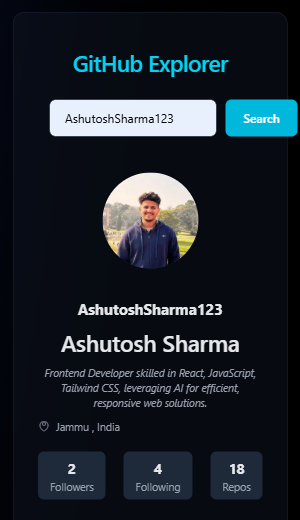 GitHub Explorer
AshutoshSharma123
Search
AshutoshSharma123
Ashutosh Sharma
Frontend Developer skilled in React, JavaScript,
Tailwind CSS, leveraging AI for efficient,
responsive web solutions.
Jammu , India
2 4 18
Followers Following Repos